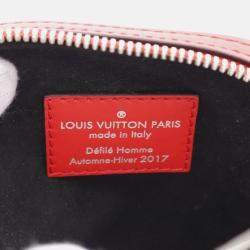 LOUIS VUITTON PARIS
made in Italy
Défilé Homme
Automne-Hiver 2017